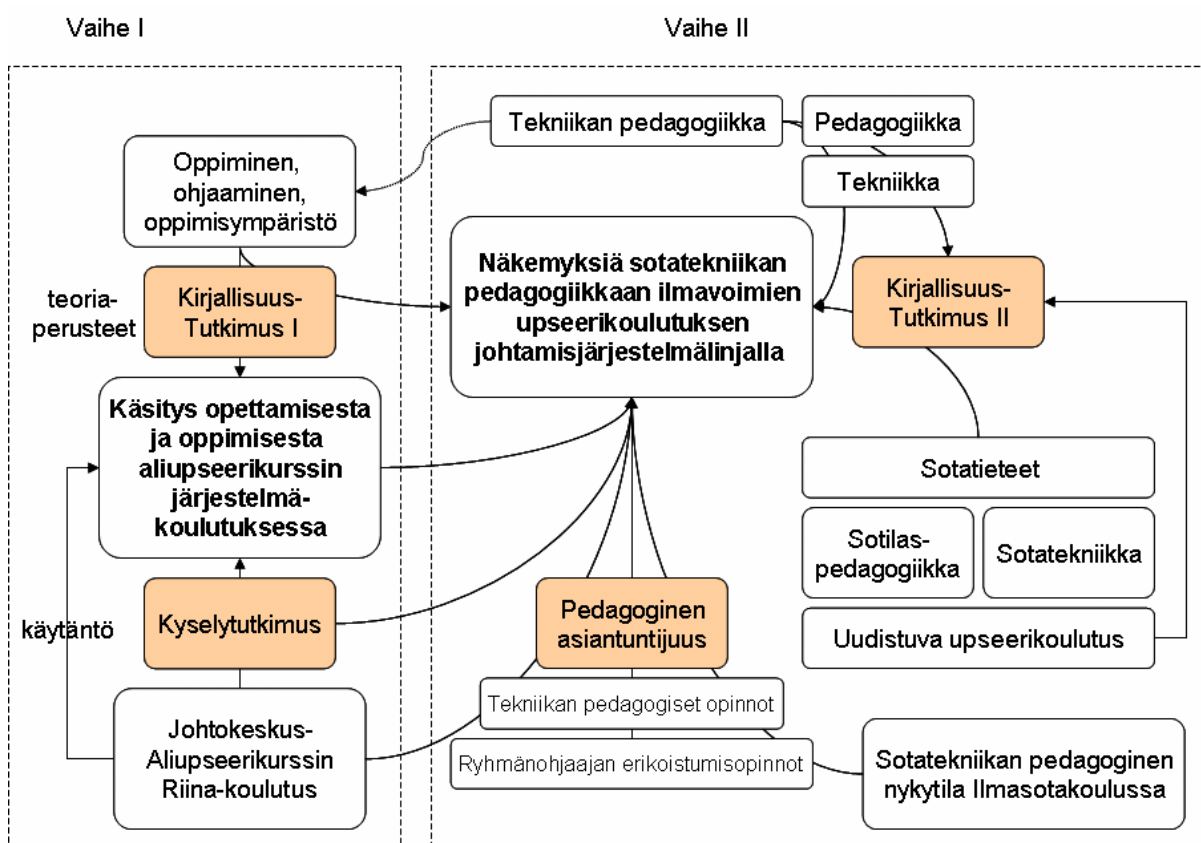 Vaihe I
Vaihe II
Oppiminen,
ohjaaminen,
oppimisympäristö
teoria-
perusteet
Kirjallisuus-
Tutkimus I
Käsitys opettamisesta
ja oppimisesta
aliupseerikurssin
järjestelmä-
koulutuksessa
käytäntö
Kyselytutkimus
Johtokeskus-
Aliupseerikurssin
Riina-koulutus
Tekniikan pedagogiikka
Pedagogiikka
Tekniikka
Näkemyksiä sotatekniikan
pedagogiikkaan ilmavoimien
upseerikoulutuksen
johtamisjärjestelmälinjalla
Kirjallisuus-
Tutkimus II
Sotatieteet
Sotilas-
pedagogiikka
Sotatekniikka
Uudistuva upseerikoulutus
Pedagoginen
asiantuntijuus
Tekniikan pedagogiset opinnot
Ryhmänohjaajan erikoistumisopinnot
Sotatekniikan pedagoginen
nykytila Ilmasotakoulussa